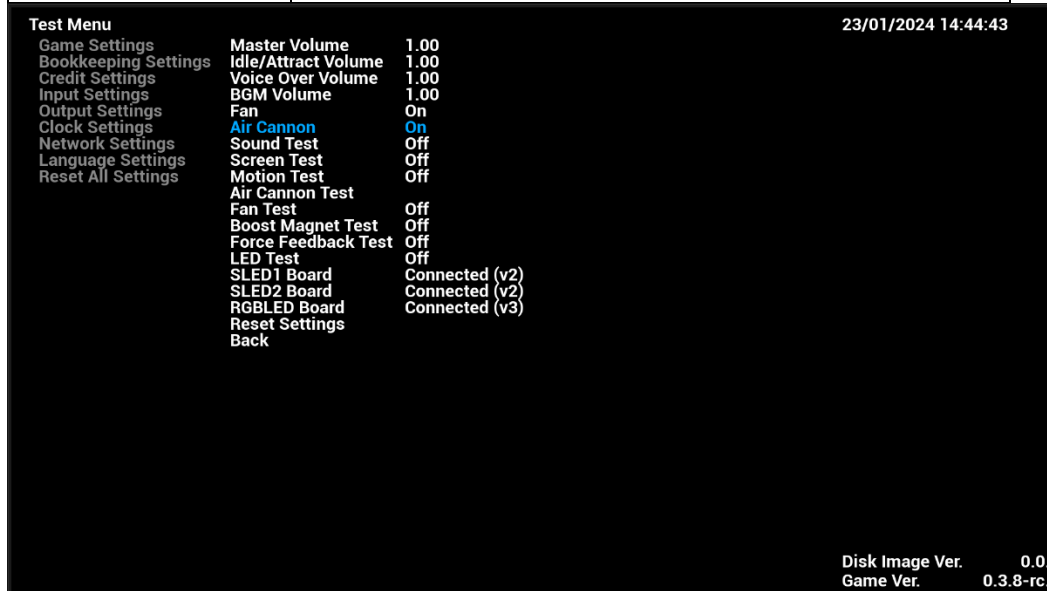 Test Menu 23/01/2024 14:44:43
Game Settings Master Volume 1.00
Bookkeeping Settings Idle/Attract Volume 1.00
Credit Settings Voice Over Volume 1.00
Input Settings BGM Volume 1.00
Output Settings Fan On
Clock Settings Air Cannon On
Network Settings Sound Test Off
Language Settings Screen Test Off
Reset All Settings Motion Test Off
Air Cannon Test
Fan Test Off
Boost Magnet Test Off
Force Feedback Test Off
LED Test Off
SLED1 Board Connected (v2)
SLED2 Board Connected (v2)
RGBLED Board Connected (v3)
Reset Settings
Back
Disk Image Ver. 0.0.
Game Ver. 0.3.8-rc.